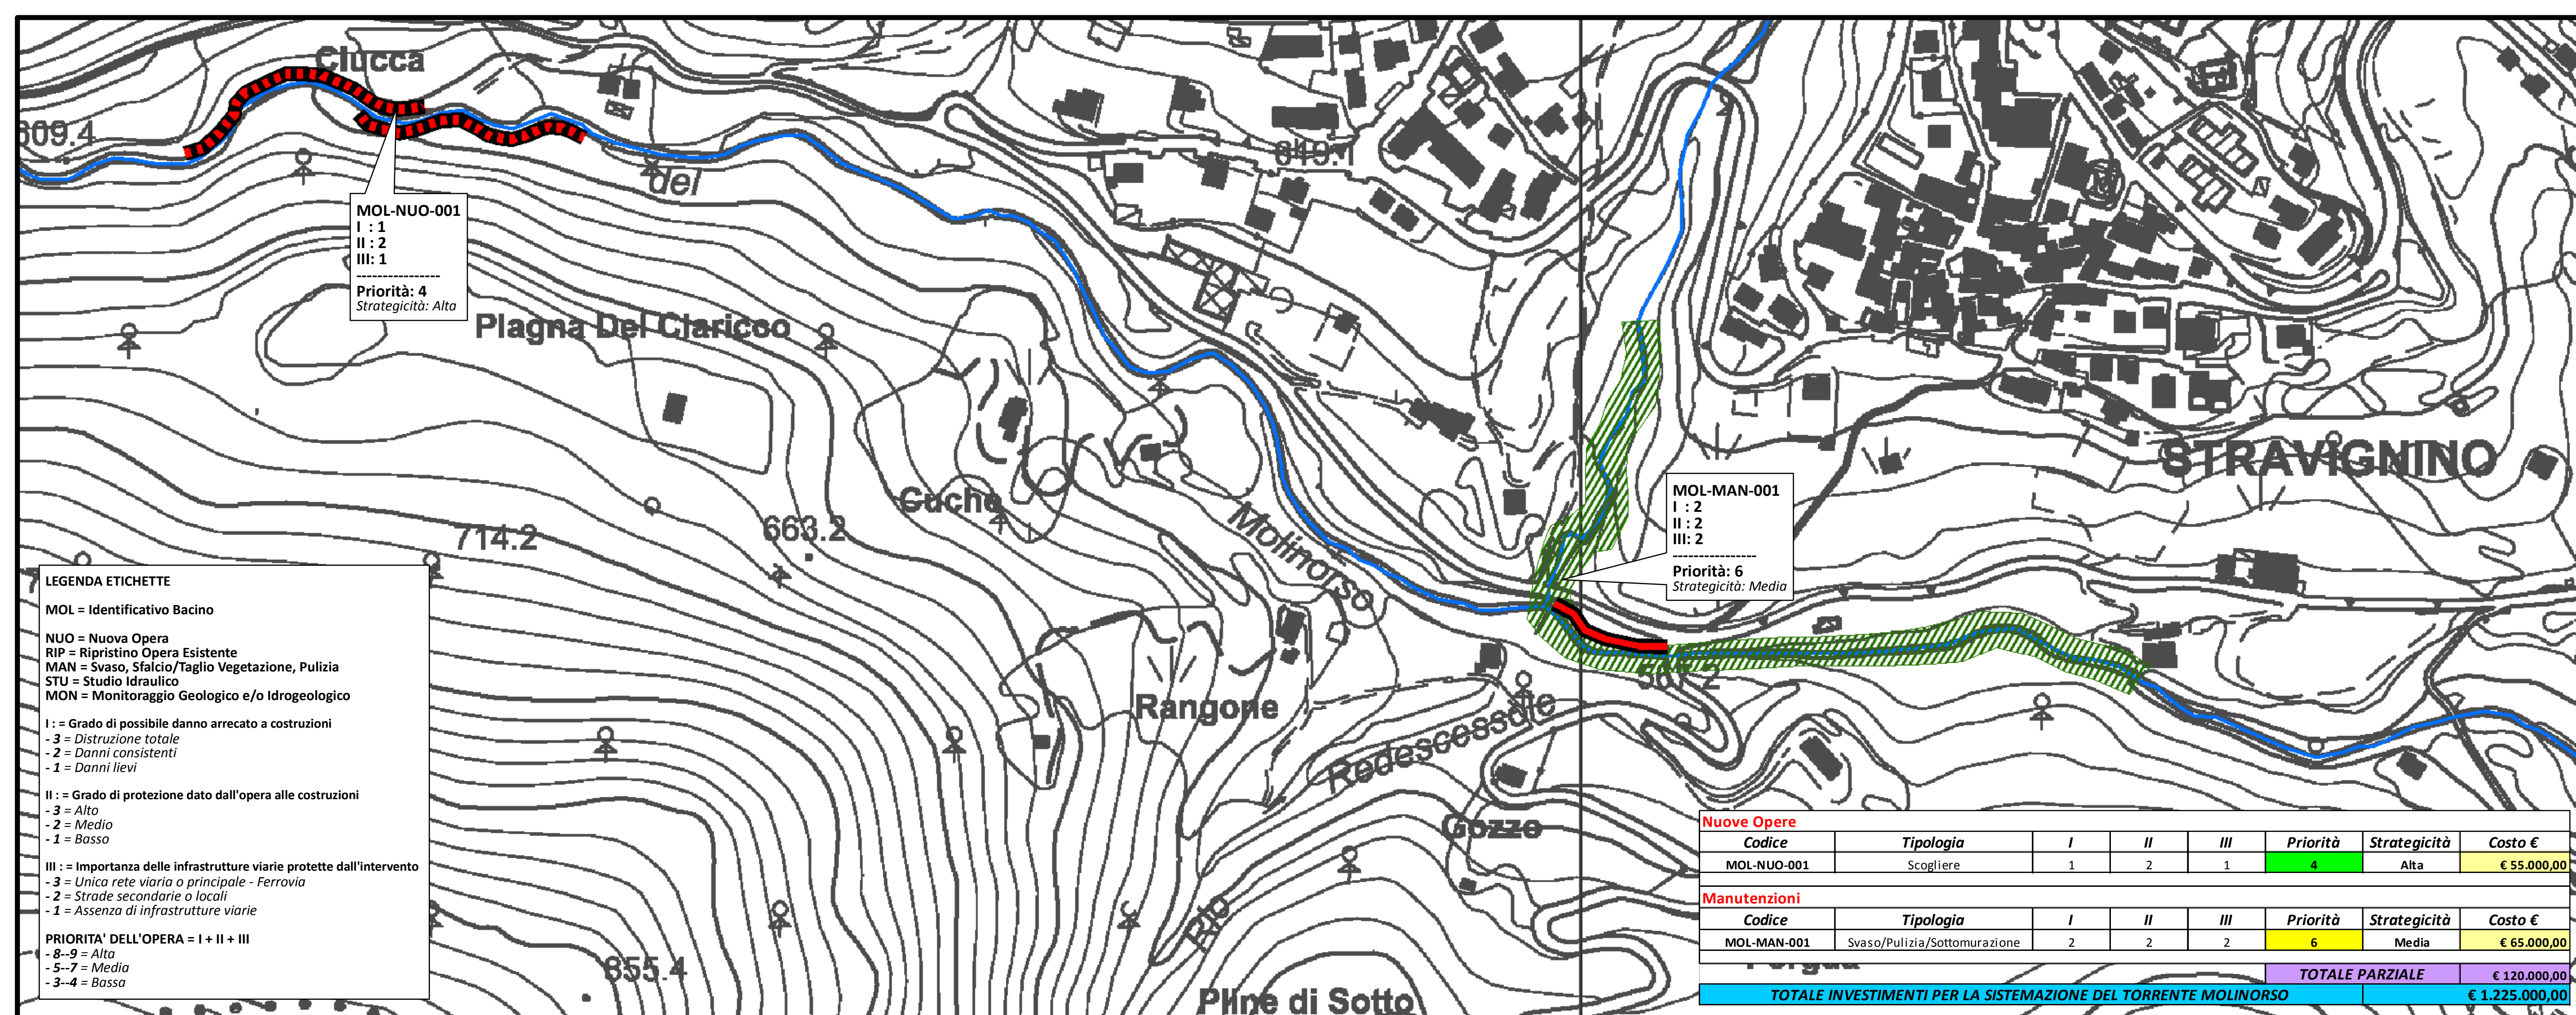 Clucca
609.4
del
619.1
MOL-NUO-001
I : 1
II : 2
III: 1
-----------------
Priorità: 4
Strategicità: Alta
Plagna Del Claricco
Cuche
714.2
663.2
Molinorso
STRAVIGNINO
MOL-MAN-001
I : 2
II : 2
III: 2
-----------------
Priorità: 6
Strategicità: Media
Rangone
Redescessole
Gozzo
Rio
855.4
Pline di Sotto
LEGENDA ETICHETTE
MOL = Identificativo Bacino
NUO = Nuova Opera
RIP = Ripristino Opera Esistente
MAN = Svaso, Sfalcio/Taglio Vegetazione, Pulizia
STU = Studio Idraulico
MON = Monitoraggio Geologico e/o Idrogeologico
I : = Grado di possibile danno arrecato a costruzioni
- 3 = Distruzione totale
- 2 = Danni consistenti
- 1 = Danni lievi
II : = Grado di protezione dato dall'opera alle costruzioni
- 3 = Alto
- 2 = Medio
- 1 = Basso
III : = Importanza delle infrastrutture viarie protette dall'intervento
- 3 = Unica rete viaria o principale - Ferrovia
- 2 = Strade secondarie o locali
- 1 = Assenza di infrastrutture viarie
PRIORITA' DELL'OPERA = I + II + III
- 8--9 = Alta
- 5--7 = Media
- 3--4 = Bassa
Nuove Opere
Codice Tipologia I II III Priorità Strategicità Costo €
MOL-NUO-001 Scogliere 1 2 1 4 Alta € 55.000,00
Manutenzioni
Codice Tipologia I II III Priorità Strategicità Costo €
MOL-MAN-001 Svaso/Pulizia/Sottomurazione 2 2 2 6 Media € 65.000,00
TOTALE PARZIALE € 120.000,00
TOTALE INVESTIMENTI PER LA SISTEMAZIONE DEL TORRENTE MOLINORSO € 1.225.000,00